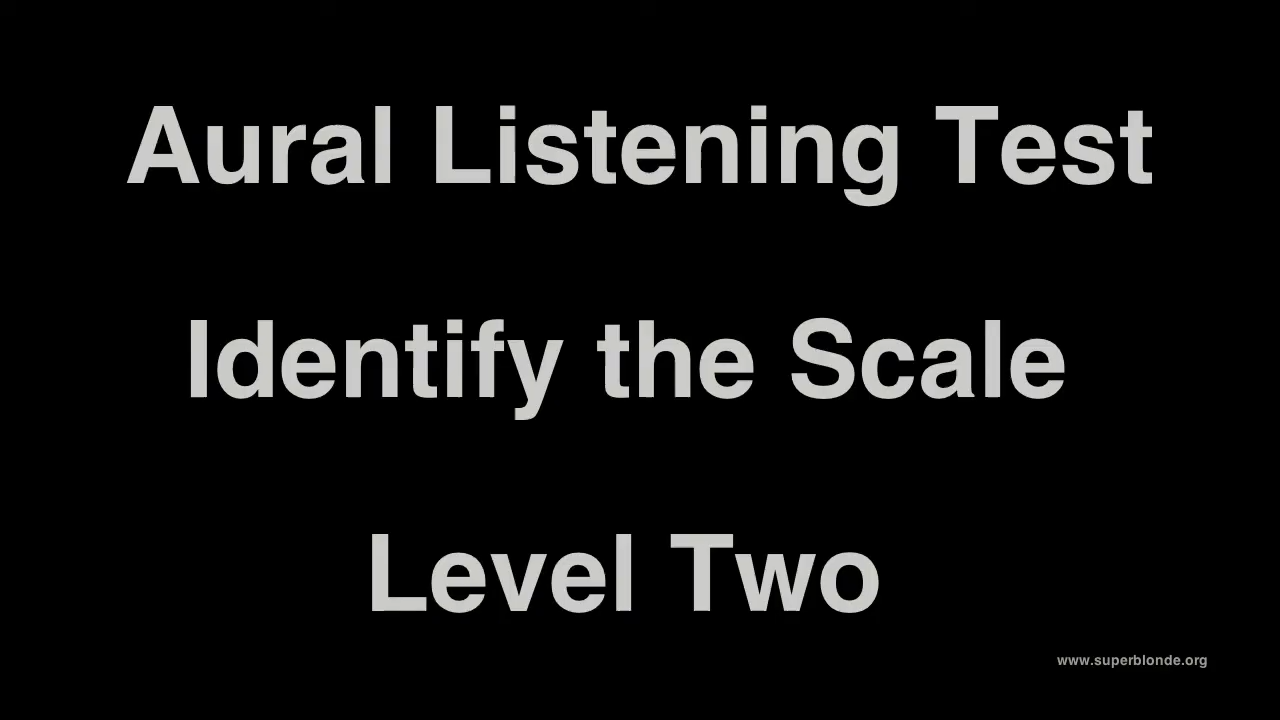 Aural Listening Test
Identify the Scale
Level Two
www.superblonde.org